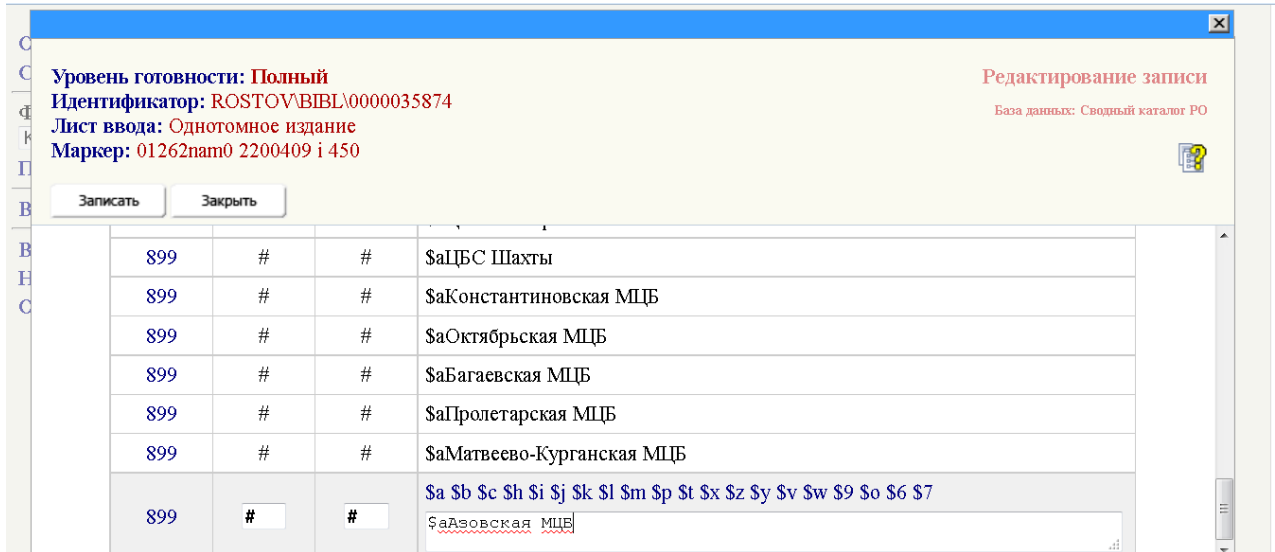 Уровень готовности: Полный
Идентификатор: ROSTOV\BIBL\0000035874
Лист ввода: Однотомное издание
Маркер: 01262nam0 2200409 i 450
Редактирование записи
База данных: Сводный каталог РО
Записать Закрыть
899 # # $aЦБС Шахты
899 # # $aКонстантиновская МЦБ
899 # # $aОктябрьская МЦБ
899 # # $aБагаевская МЦБ
899 # # $aПролетарская МЦБ
899 # # $aМатвеево-Курганская МЦБ
$a $b $c $h $i $j $k $l $m $p $t $x $z $y $v $w $9 $o $6 $7
899 # # $aАзовская МЦБ